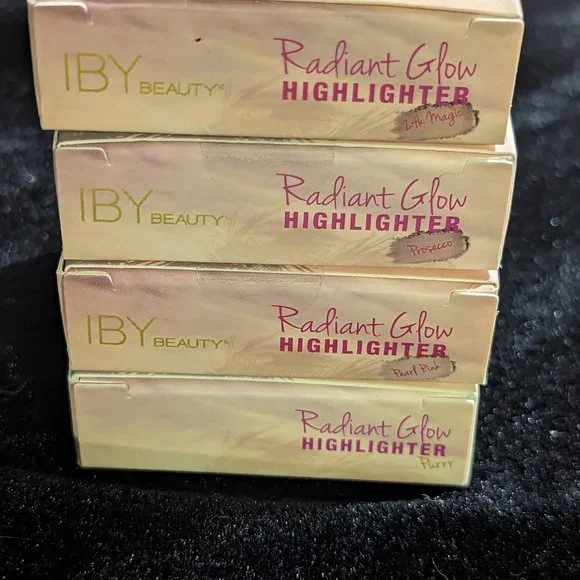 IBY BEAUTY®
Radiant Glow
HIGHLIGHTER
24k Magic
IBY BEAUTY
Radiant Glow
HIGHLIGHTER
Prosecco
IBY BEAUTY®
Radiant Glow
HIGHLIGHTER
Pearl Pink
Radiant Glow
HIGHLIGHTER
Purrr